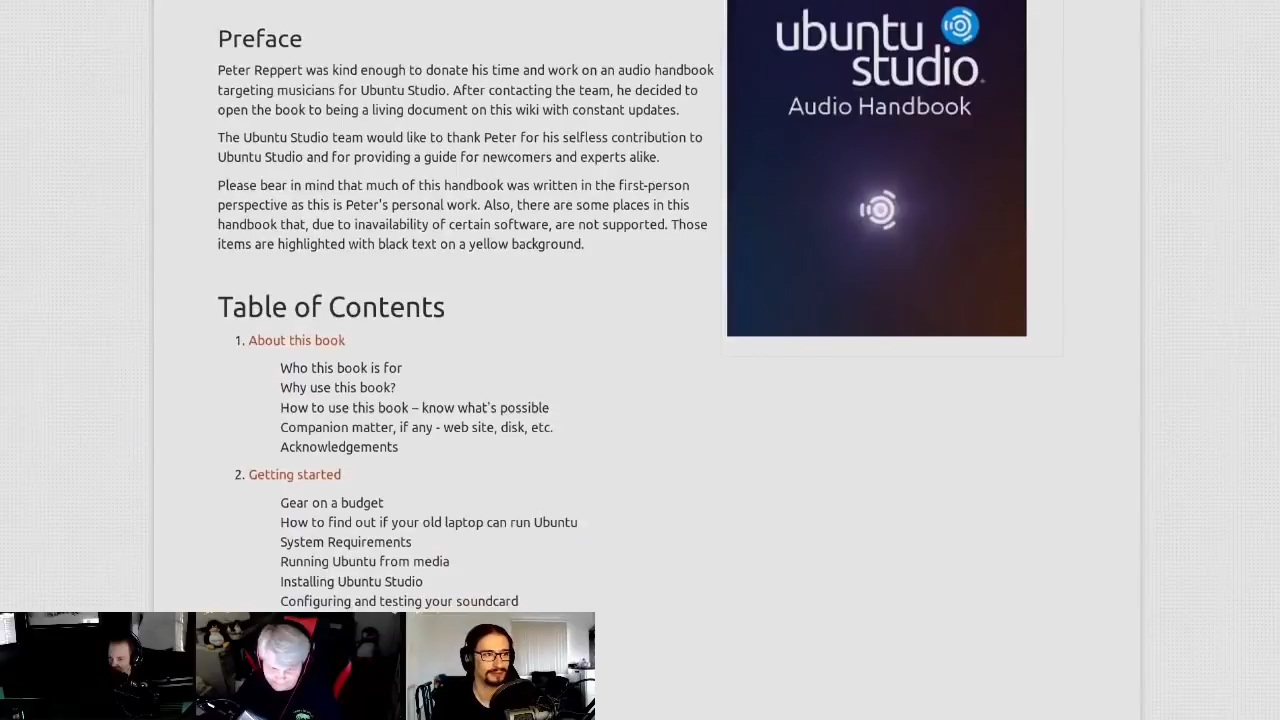 Preface
Peter Reppert was kind enough to donate his time and work on an audio handbook
targeting musicians for Ubuntu Studio. After contacting the team, he decided to
open the book to being a living document on this wiki with constant updates.
The Ubuntu Studio team would like to thank Peter for his selfless contribution to
Ubuntu Studio and for providing a guide for newcomers and experts alike.
Please bear in mind that much of this handbook was written in the first-person
perspective as this is Peter's personal work. Also, there are some places in this
handbook that, due to inavailability of certain software, are not supported. Those
items are highlighted with black text on a yellow background.
ubuntu
studio
Audio Handbook
Table of Contents
1. About this book
Who this book is for
Why use this book?
How to use this book – know what's possible
Companion matter, if any - web site, disk, etc.
Acknowledgements
2. Getting started
Gear on a budget
How to find out if your old laptop can run Ubuntu
System Requirements
Running Ubuntu from media
Installing Ubuntu Studio
Configuring and testing your soundcard